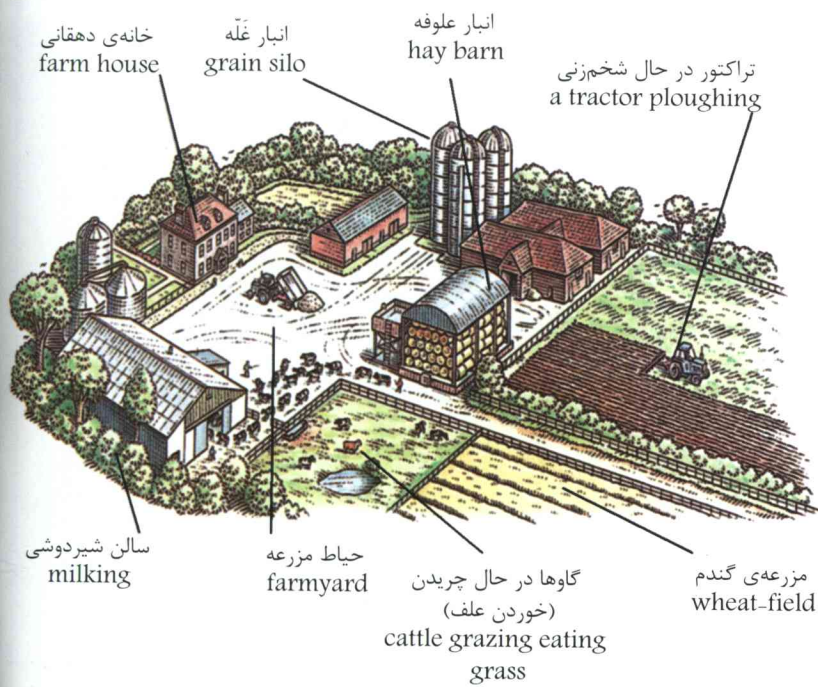 خانه‌ی دهقانی
farm house
انبار غَلّه
grain silo
انبار علوفه
hay barn
تراکتور در حال شخم‌زنی
a tractor ploughing
سالن شیردوشی
milking
حیاط مزرعه
farmyard
گاوها در حال چریدن
(خوردن علف)
cattle grazing eating
grass
مزرعه‌ی گندم
wheat-field